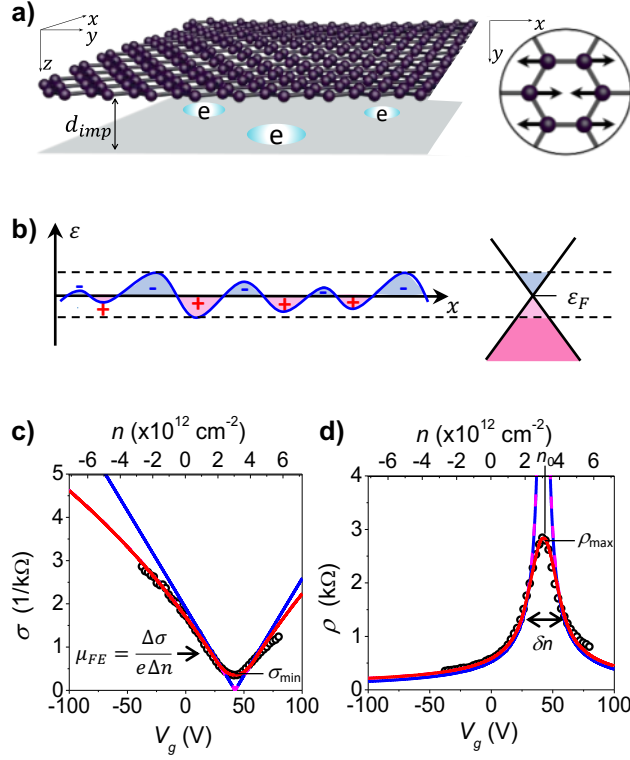 a)
x
y
z
d_imp
e
e
e
x
y
b)
ε
-
+
-
+
-
+
-
+
-
x
ε_F
c)
n (x10^12 cm^-2)
-6 -4 -2 0 2 4 6
5
4
3
2
1
0
σ (1/kΩ)
μ_FE = Δσ / e Δn
σ_min
-100 -50 0 50 100
V_g (V)
d)
n (x10^12 cm^-2)
n_0
-6 -4 -2 0 2 4 6
4
3
2
1
0
ρ (kΩ)
ρ_max
δn
-100 -50 0 50 100
V_g (V)